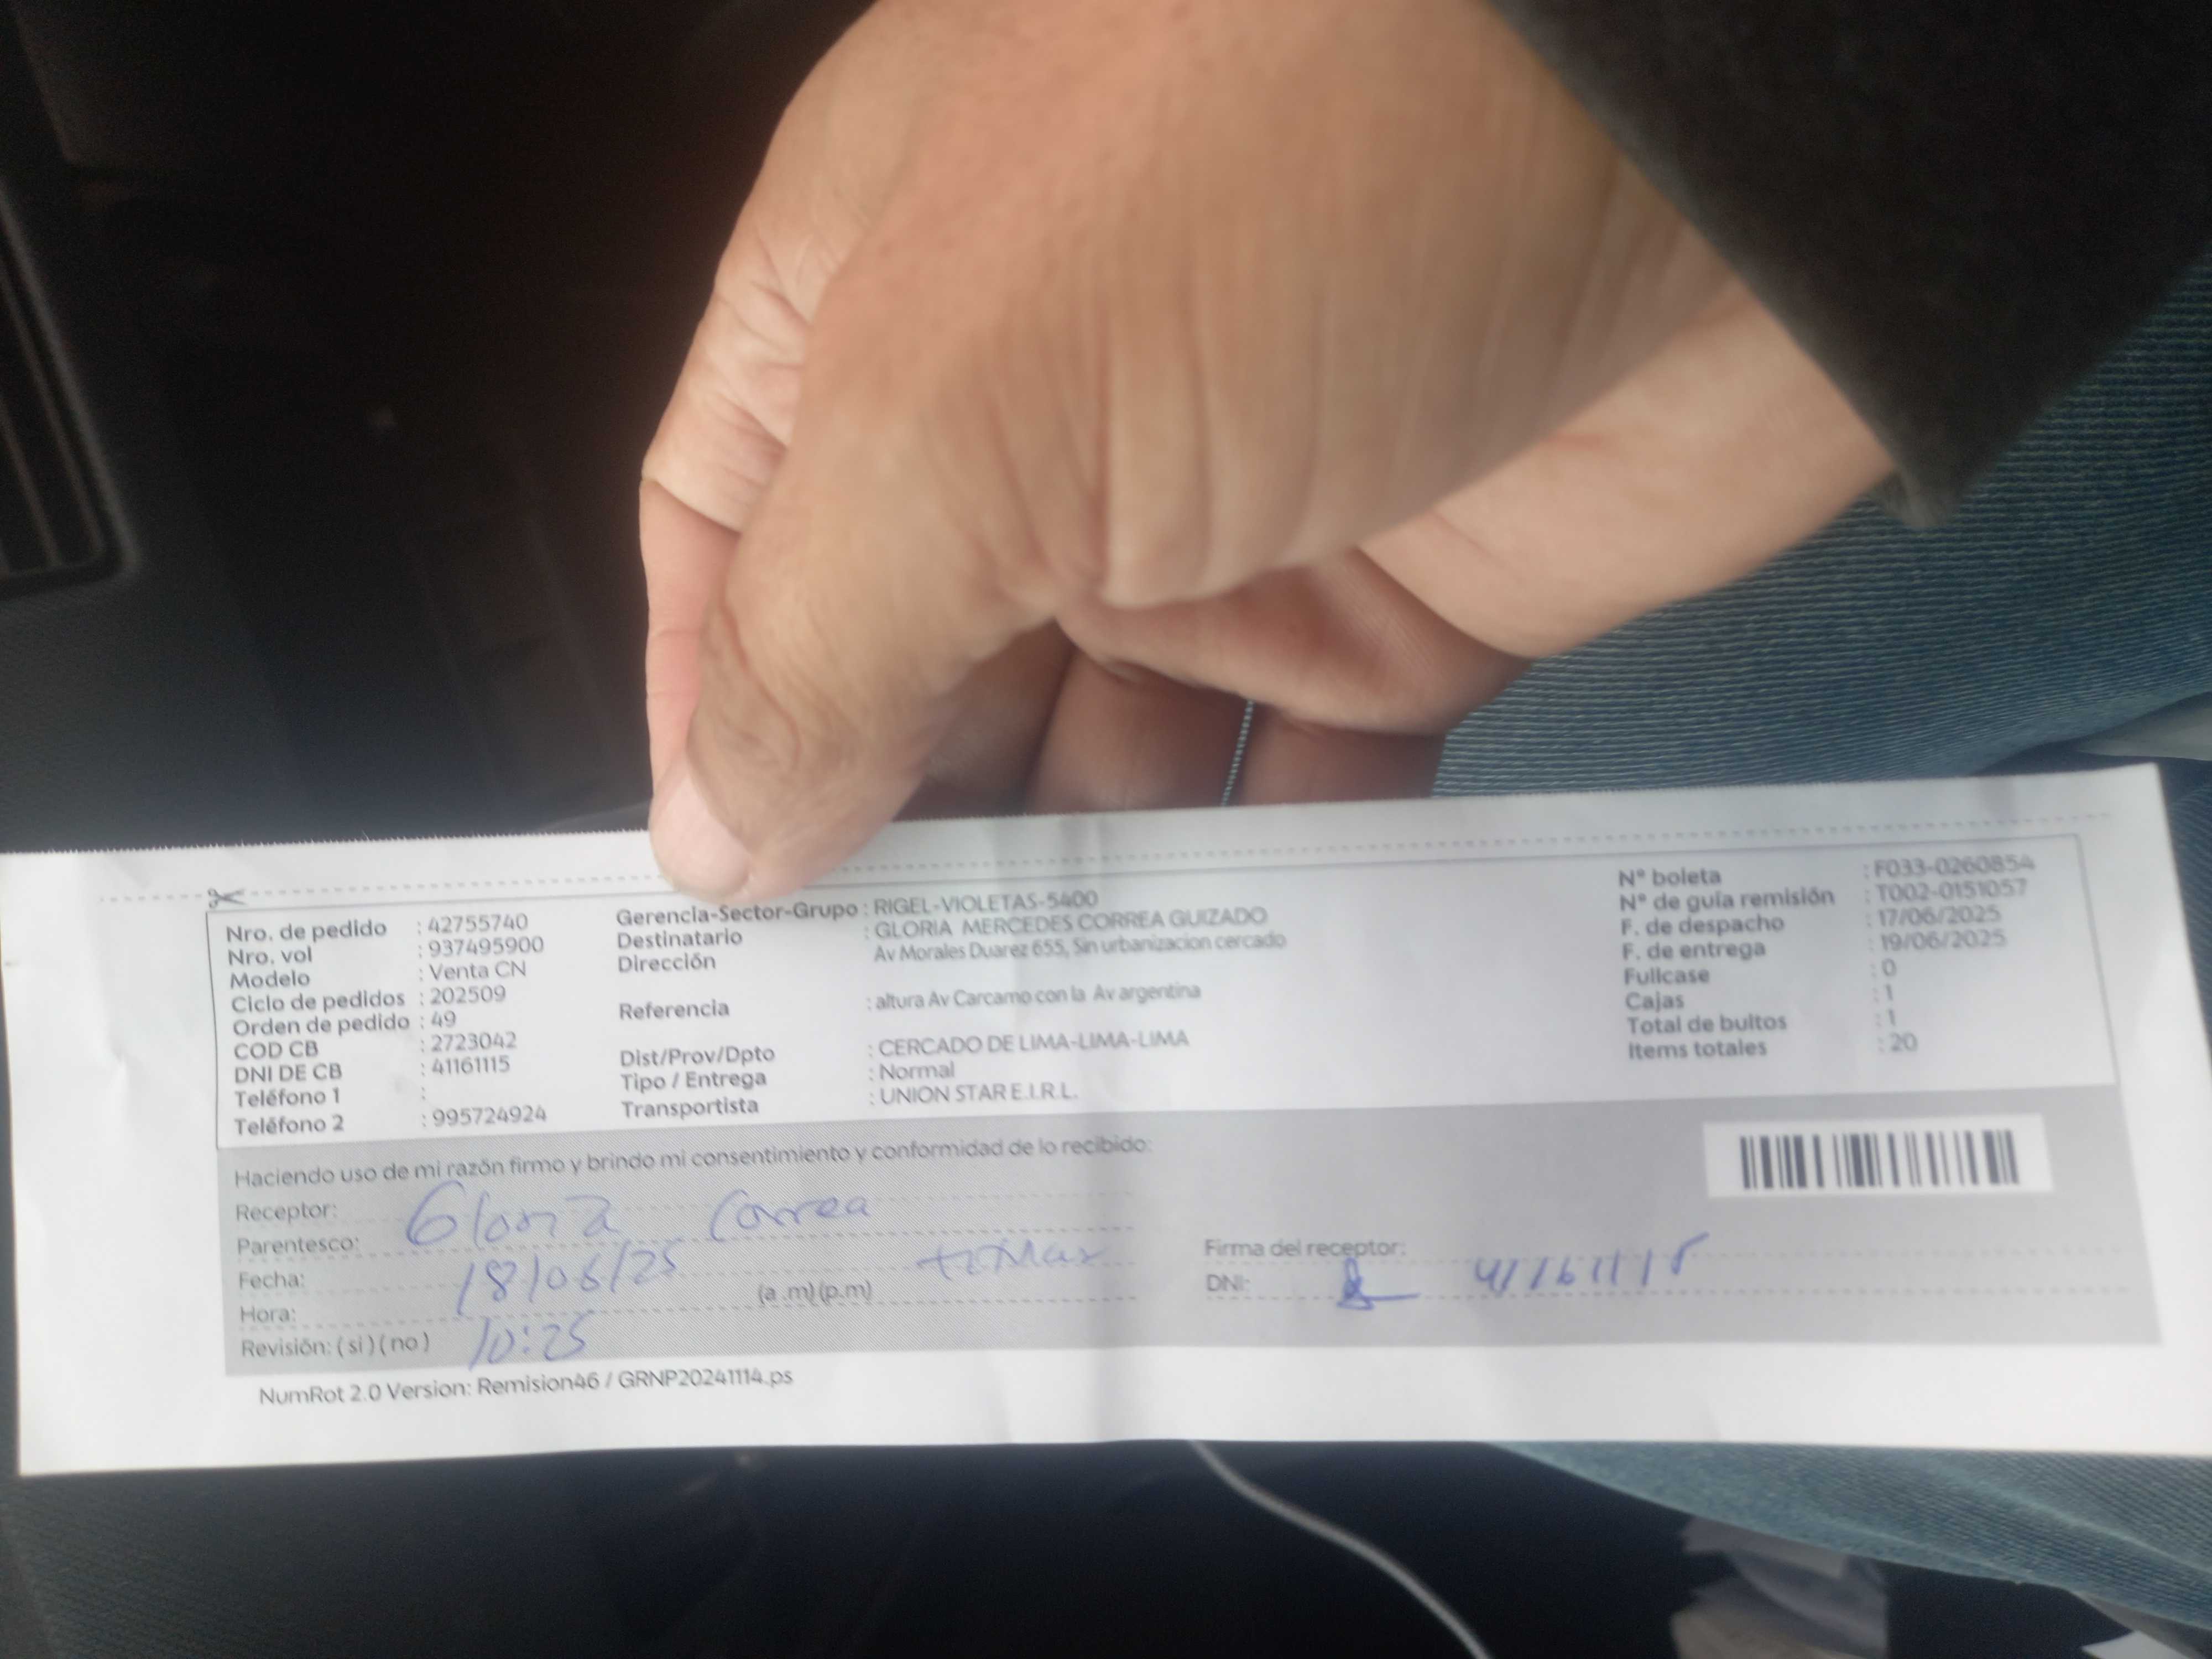 Nro. de pedido : 42755740
Nro. vol : 937495900
Modelo : Venta CN
Ciclo de pedidos : 202509
Orden de pedido : 49
COD CB : 2723042
DNI DE CB : 41161115
Teléfono 1 :
Teléfono 2 : 995724924
Gerencia-Sector-Grupo : RIGEL-VIOLETAS-5400
Destinatario : GLORIA MERCEDES CORREA GUIZADO
Dirección Av Morales Duarez 655, Sin urbanizacion cercado
Referencia : altura Av Carcamo con la Av argentina
Dist/Prov/Dpto : CERCADO DE LIMA-LIMA-LIMA
Tipo / Entrega : Normal
Transportista : UNION STAR E.I.R.L.
N° boleta : F033-0260854
N° de guía remisión : T002-0151057
F. de despacho : 17/06/2025
F. de entrega : 19/06/2025
Fullcase : 0
Cajas : 1
Total de bultos : 1
Items totales : 20
Haciendo uso de mi razón firmo y brindo mi consentimiento y conformidad de lo recibido:
Receptor: Gloria Correa
Parentesco:
Fecha: 18/06/25
Hora: (a .m) (p.m)
Revisión: ( si ) ( no ) 10:25
Firma del receptor:
DNI: 41161115
NumRot 2.0 Version: Remision46 / GRNP20241114.ps